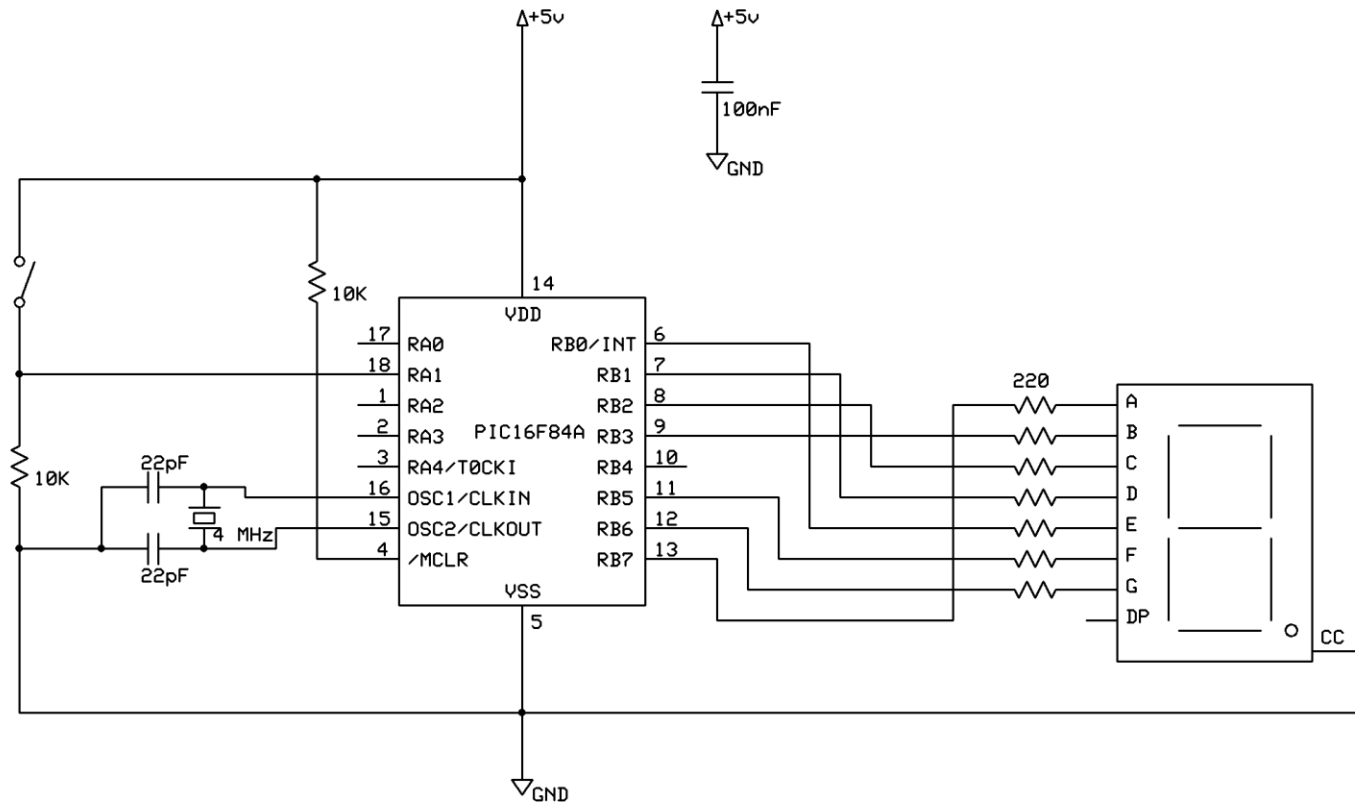 +5v
+5v
100nF
GND
14
10K
VDD
17 RA0
RB0/INT 6
18 RA1
RB1 7
1 RA2
RB2 8
220
A
2 RA3
PIC16F84A
RB3 9
B
3 RA4/T0CKI
RB4 10
C
10K
22pF
16 OSC1/CLKIN
RB5 11
D
15 OSC2/CLKOUT
RB6 12
E
4 MHz
4 /MCLR
RB7 13
F
22pF
VSS
G
5
DP
CC
GND